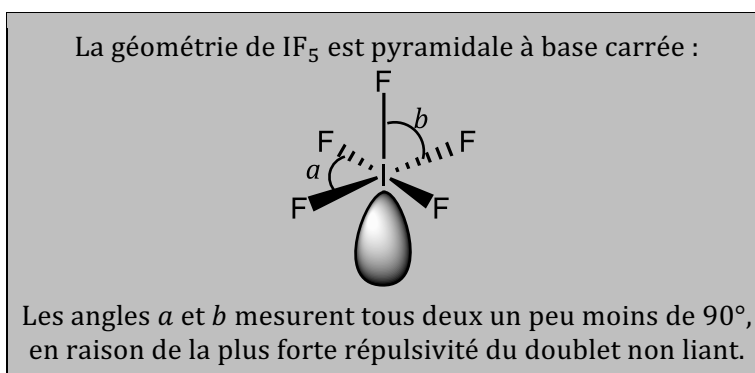 La géométrie de IF₅ est pyramidale à base carrée :
F
b
F F
a
I
F F
Les angles a et b mesurent tous deux un peu moins de 90°,
en raison de la plus forte répulsivité du doublet non liant.